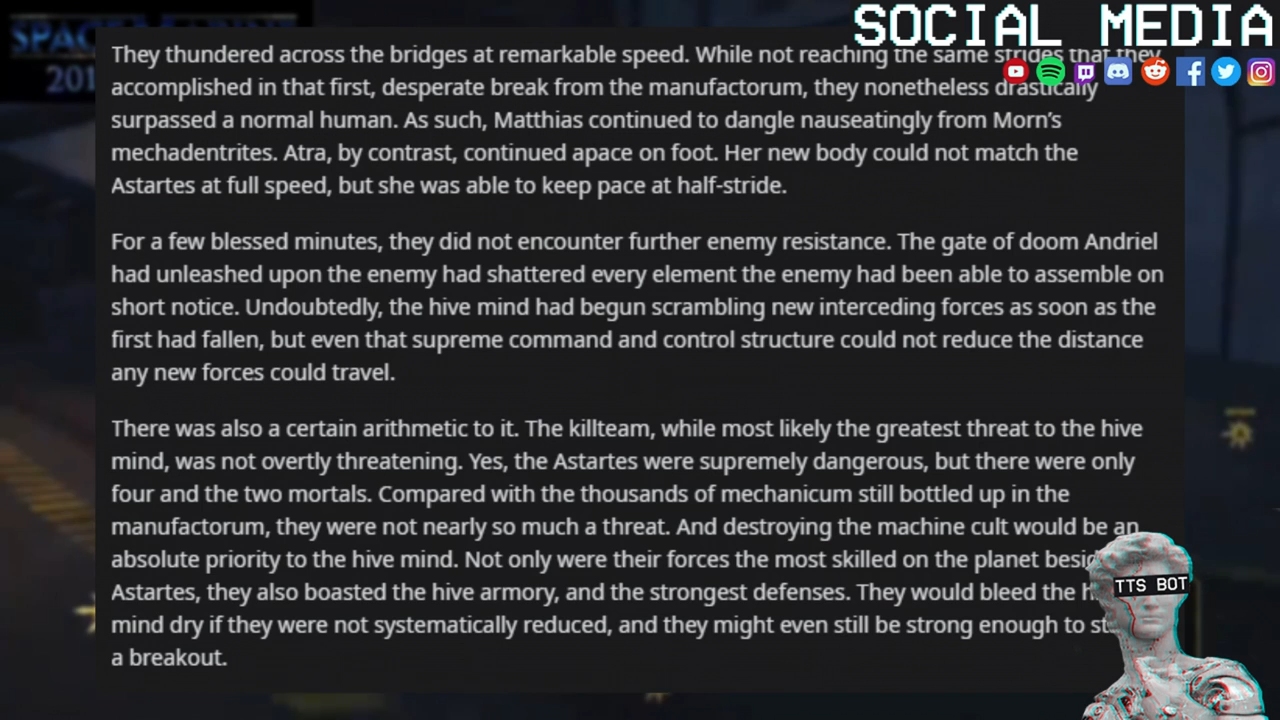 SOCIAL MEDIA
SPAC
201
They thundered across the bridges at remarkable speed. While not reaching the same strides that they
accomplished in that first, desperate break from the manufactorum, they nonetheless drastically
surpassed a normal human. As such, Matthias continued to dangle nauseatingly from Morn's
mechadentrites. Atra, by contrast, continued apace on foot. Her new body could not match the
Astartes at full speed, but she was able to keep pace at half-stride.
For a few blessed minutes, they did not encounter further enemy resistance. The gate of doom Andriel
had unleashed upon the enemy had shattered every element the enemy had been able to assemble on
short notice. Undoubtedly, the hive mind had begun scrambling new interceding forces as soon as the
first had fallen, but even that supreme command and control structure could not reduce the distance
any new forces could travel.
There was also a certain arithmetic to it. The killteam, while most likely the greatest threat to the hive
mind, was not overtly threatening. Yes, the Astartes were supremely dangerous, but there were only
four and the two mortals. Compared with the thousands of mechanicum still bottled up in the
manufactorum, they were not nearly so much a threat. And destroying the machine cult would be an
absolute priority to the hive mind. Not only were their forces the most skilled on the planet besid
Astartes, they also boasted the hive armory, and the strongest defenses. They would bleed the h
mind dry if they were not systematically reduced, and they might even still be strong enough to st
a breakout.
TTS BOT